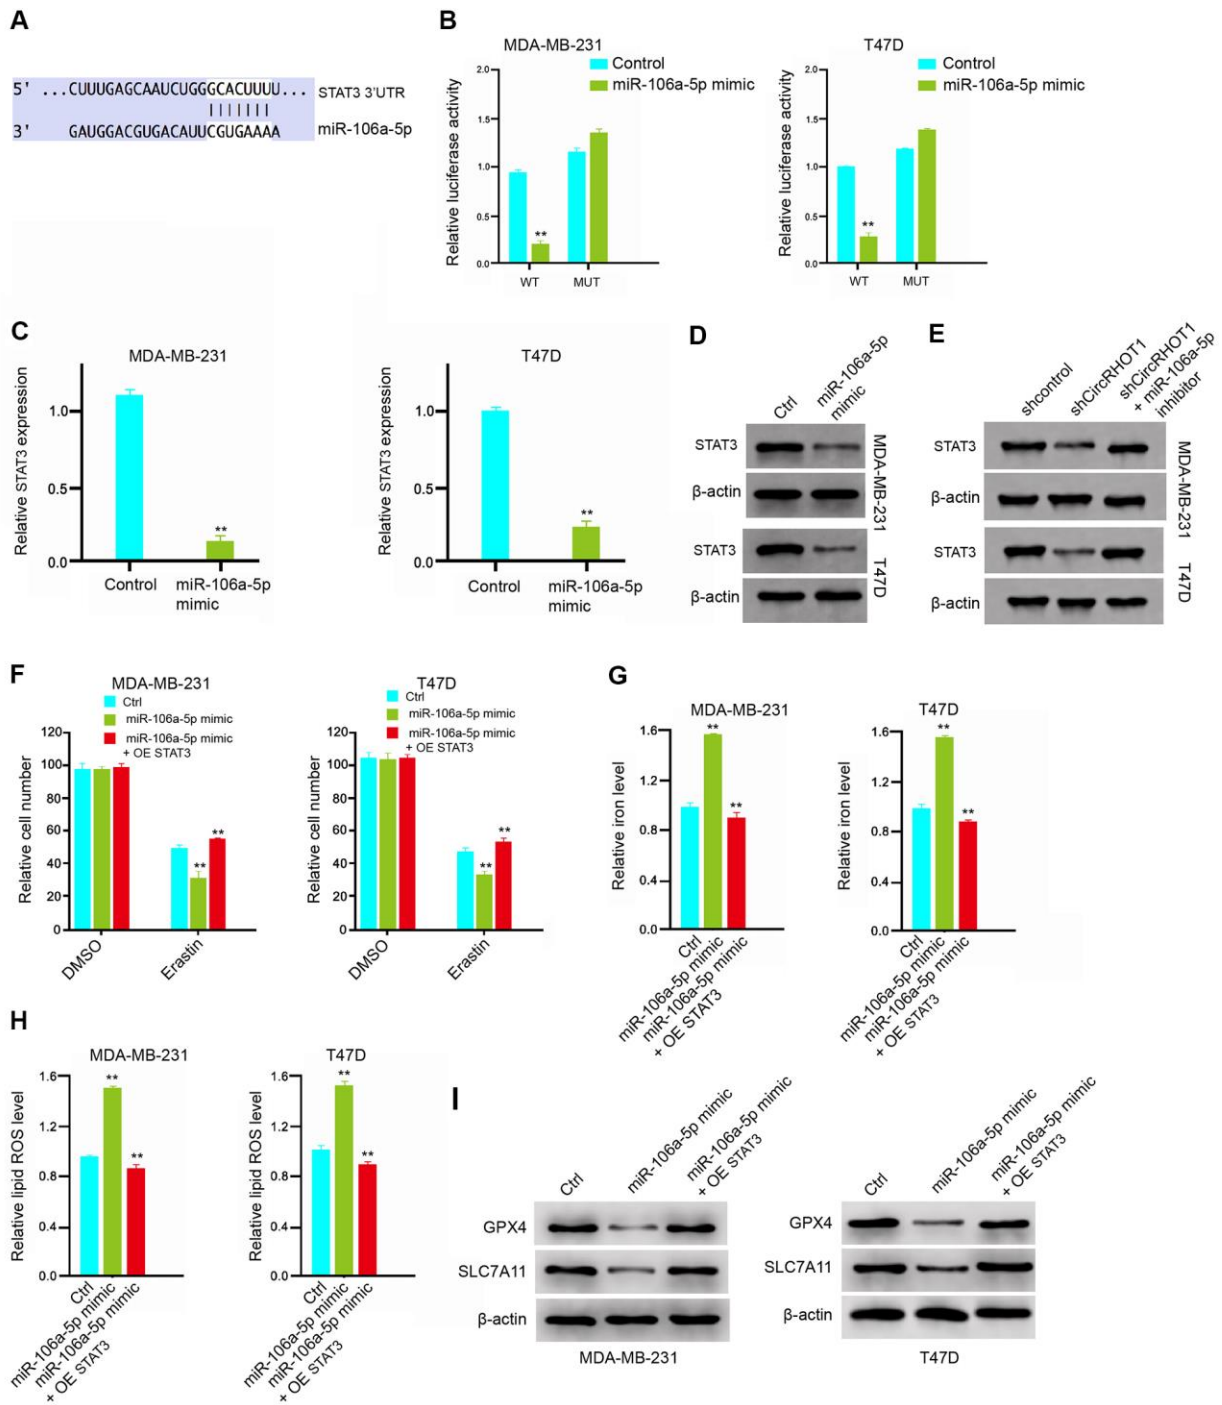 A
5' ...CUUUGAGCAAUCUGGGCACUUUU... STAT3 3'UTR
3' GAUGGACGUGACAUUCGUGAAAA miR-106a-5p
B
MDA-MB-231
Control
miR-106a-5p mimic
Relative luciferase activity
2.0
1.5
1.0
0.5
0.0
WT MUT
T47D
Control
miR-106a-5p mimic
Relative luciferase activity
2.0
1.5
1.0
0.5
0.0
**
**
WT MUT
C
MDA-MB-231
Relative STAT3 expression
1.0
0.5
0.0
**
Control miR-106a-5p
mimic
T47D
Relative STAT3 expression
1.0
0.5
0.0
**
Control miR-106a-5p
mimic
D
Ctrl
miR-106a-5p
mimic
STAT3
β-actin
MDA-MB-231
STAT3
β-actin
T47D
E
shcontrol
shCircRHOT1
shCircRHOT1
+ miR-106a-5p
inhibitor
STAT3
β-actin
MDA-MB-231
STAT3
β-actin
T47D
F
MDA-MB-231
Ctrl
miR-106a-5p mimic
miR-106a-5p mimic
+ OE STAT3
Relative cell number
120
100
80
60
40
20
0
**
**
DMSO
Erastin
T47D
Ctrl
miR-106a-5p mimic
miR-106a-5p mimic
+ OE STAT3
Relative cell number
120
100
80
60
40
20
0
**
**
DMSO
Erastin
G
MDA-MB-231
Relative iron level
1.6
1.2
0.8
0.4
0.0
**
**
Ctrl
miR-106a-5p mimic
miR-106a-5p mimic
+ OE STAT3
T47D
Relative iron level
1.6
1.2
0.8
0.4
0.0
**
**
Ctrl
miR-106a-5p mimic
miR-106a-5p mimic
+ OE STAT3
H
MDA-MB-231
Relative lipid ROS level
1.6
1.2
0.8
0.4
0.0
**
**
Ctrl
miR-106a-5p mimic
miR-106a-5p mimic
+ OE STAT3
T47D
Relative lipid ROS level
1.6
1.2
0.8
0.4
0.0
**
**
Ctrl
miR-106a-5p mimic
miR-106a-5p mimic
+ OE STAT3
I
Ctrl
miR-106a-5p mimic
miR-106a-5p mimic
+ OE STAT3
GPX4
SLC7A11
β-actin
MDA-MB-231
Ctrl
miR-106a-5p mimic
miR-106a-5p mimic
+ OE STAT3
GPX4
SLC7A11
β-actin
T47D